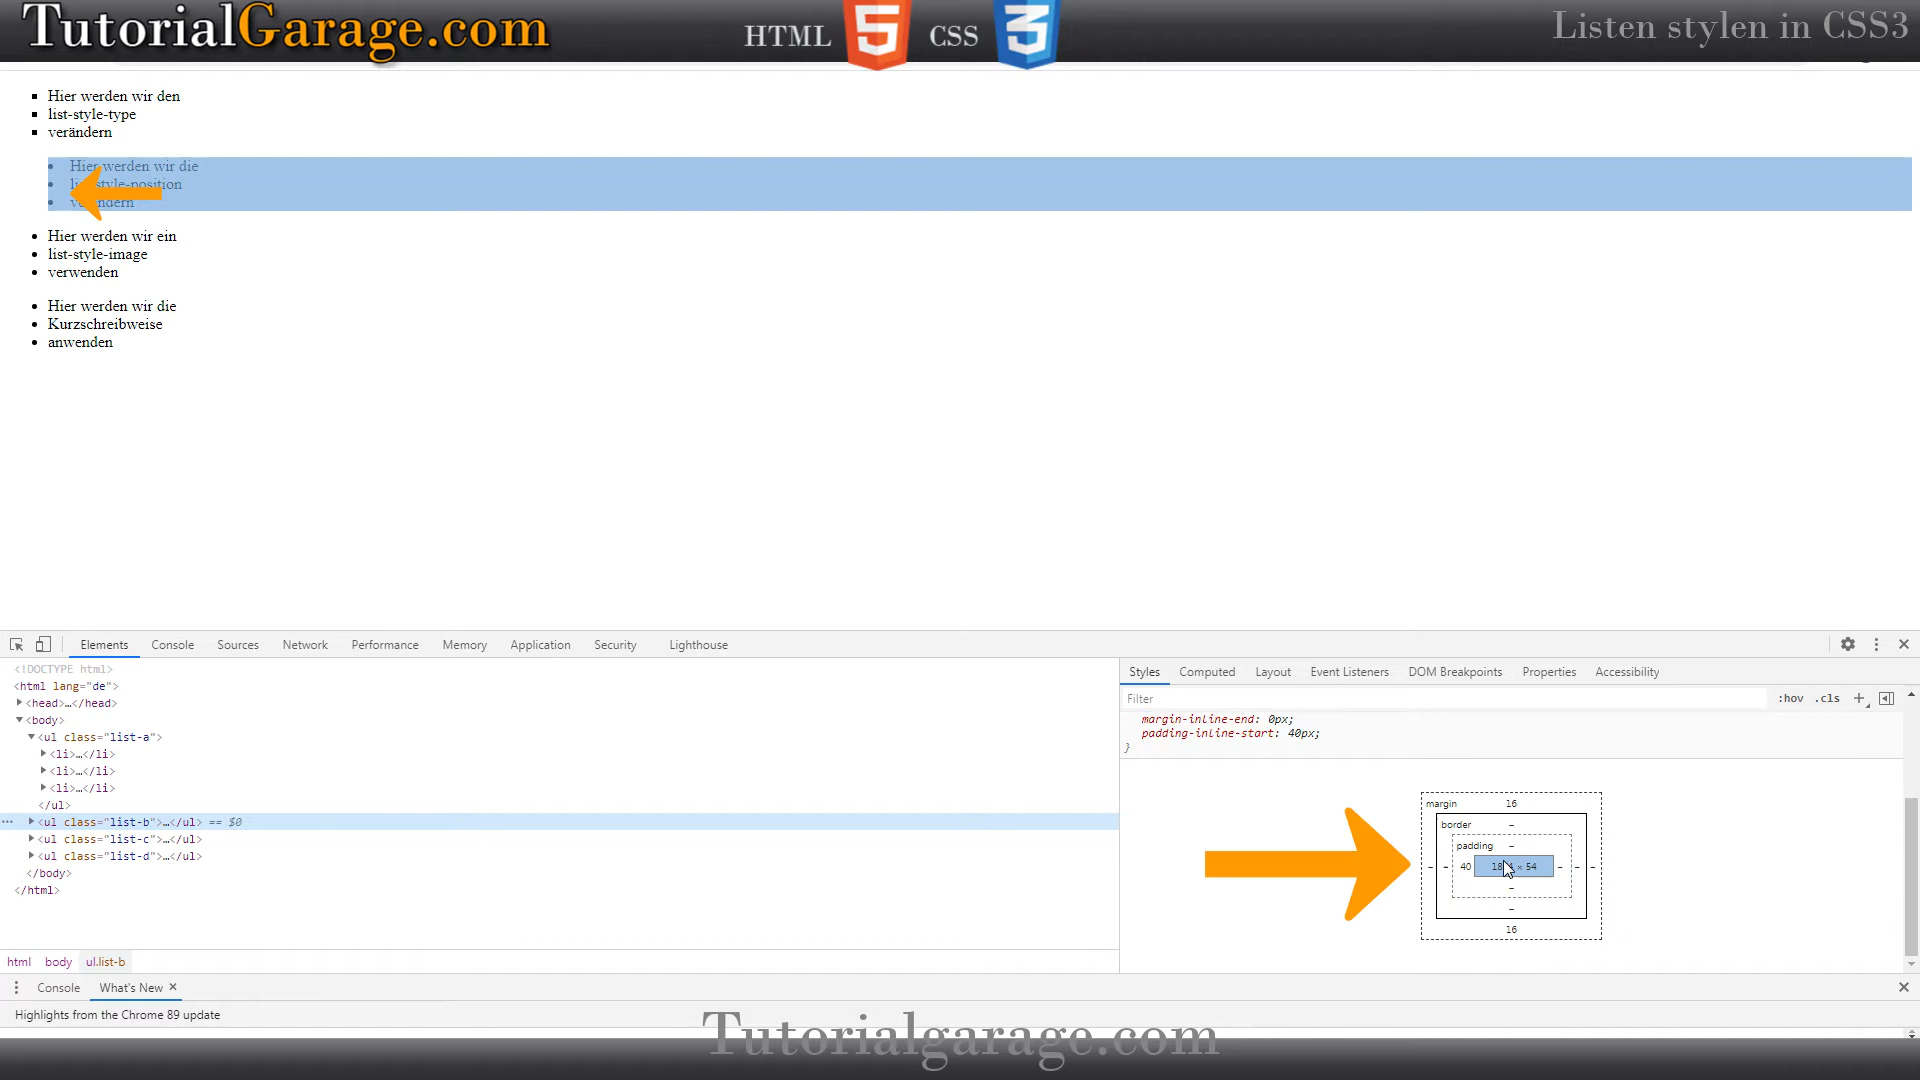 TutorialGarage.com
HTML 5 CSS 3
Listen stylen in CSS3
Hier werden wir den
list-style-type
verändern
Hier werden wir die
list-style-position
verändern
Hier werden wir ein
list-style-image
verwenden
Hier werden wir die
Kurzschreibweise
anwenden
Elements Console Sources Network Performance Memory Application Security Lighthouse
<!DOCTYPE html>
<html lang="de">
<head>…</head>
<body>
<ul class="list-a">
<li>…</li>
<li>…</li>
<li>…</li>
</ul>
<ul class="list-b">…</ul> == $0
<ul class="list-c">…</ul>
<ul class="list-d">…</ul>
</body>
</html>
html body ul.list-b
Styles Computed Layout Event Listeners DOM Breakpoints Properties Accessibility
Filter :hov .cls +
margin-inline-end: 0px;
padding-inline-start: 40px;
}
margin 16
border –
padding –
– – 40 × 54 – – –
–
–
16
Console What's New ×
Highlights from the Chrome 89 update
Tutorialgarage.com